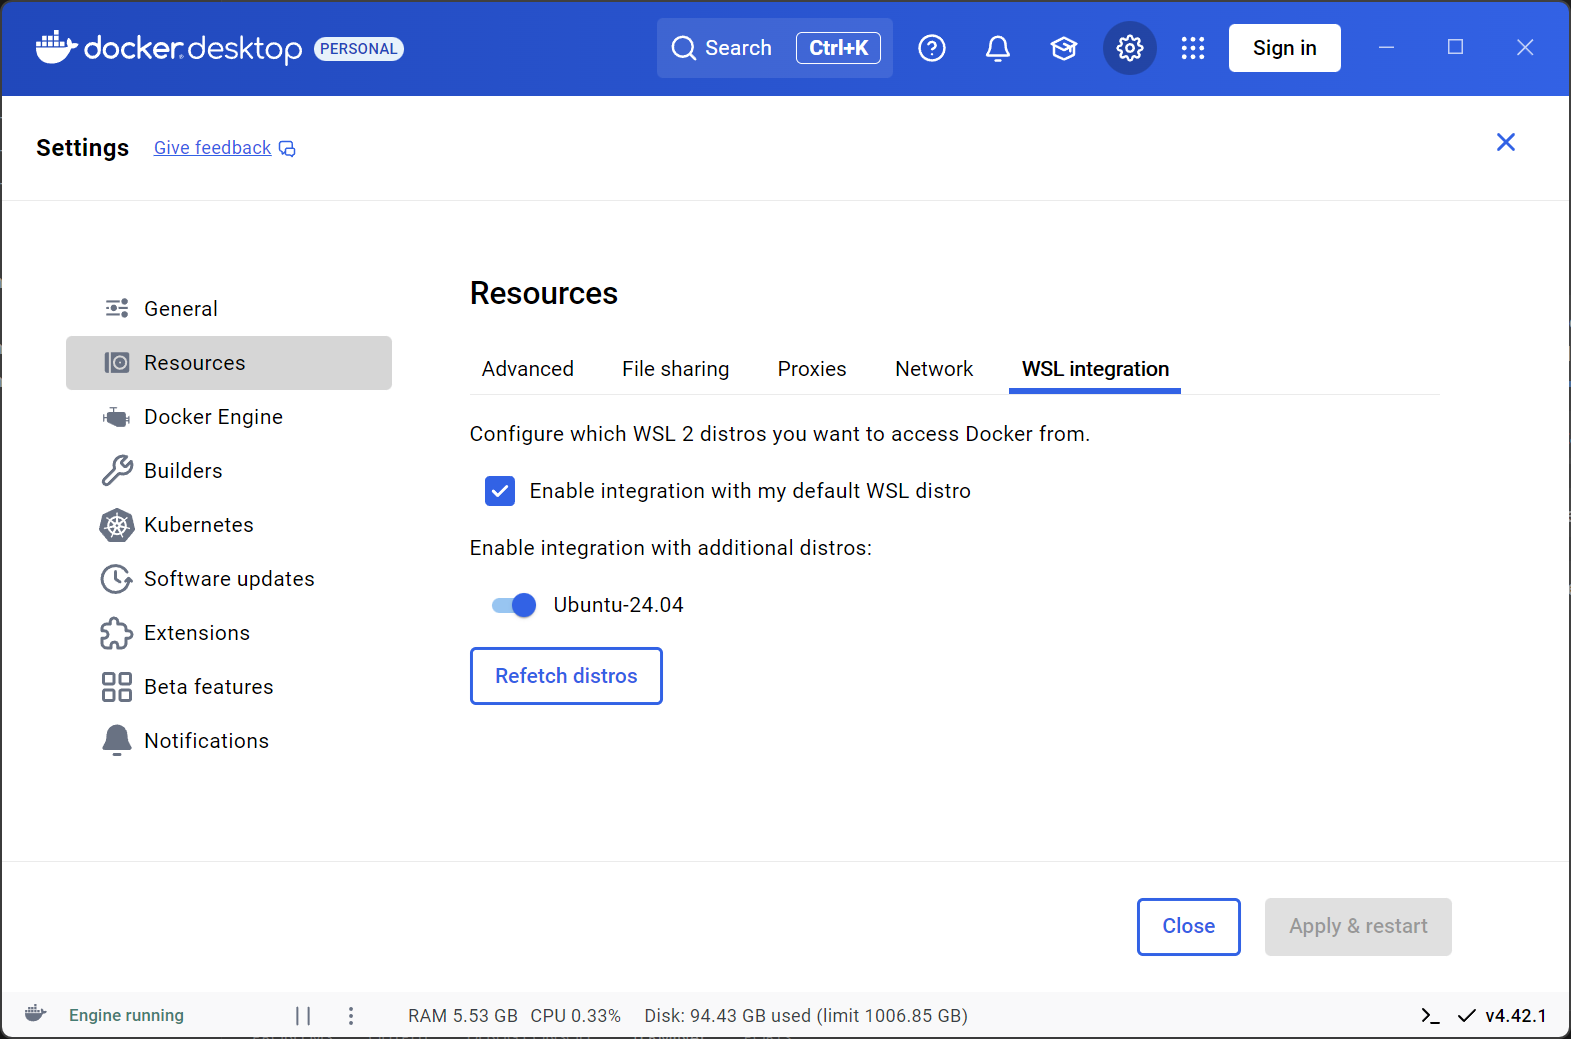 docker desktop PERSONAL
Search Ctrl+K
Sign in
Settings
Give feedback
General
Resources
Docker Engine
Builders
Kubernetes
Software updates
Extensions
Beta features
Notifications
Resources
Advanced File sharing Proxies Network WSL integration
Configure which WSL 2 distros you want to access Docker from.
Enable integration with my default WSL distro
Enable integration with additional distros:
Ubuntu-24.04
Refetch distros
Close
Apply & restart
Engine running
RAM 5.53 GB CPU 0.33% Disk: 94.43 GB used (limit 1006.85 GB)
v4.42.1